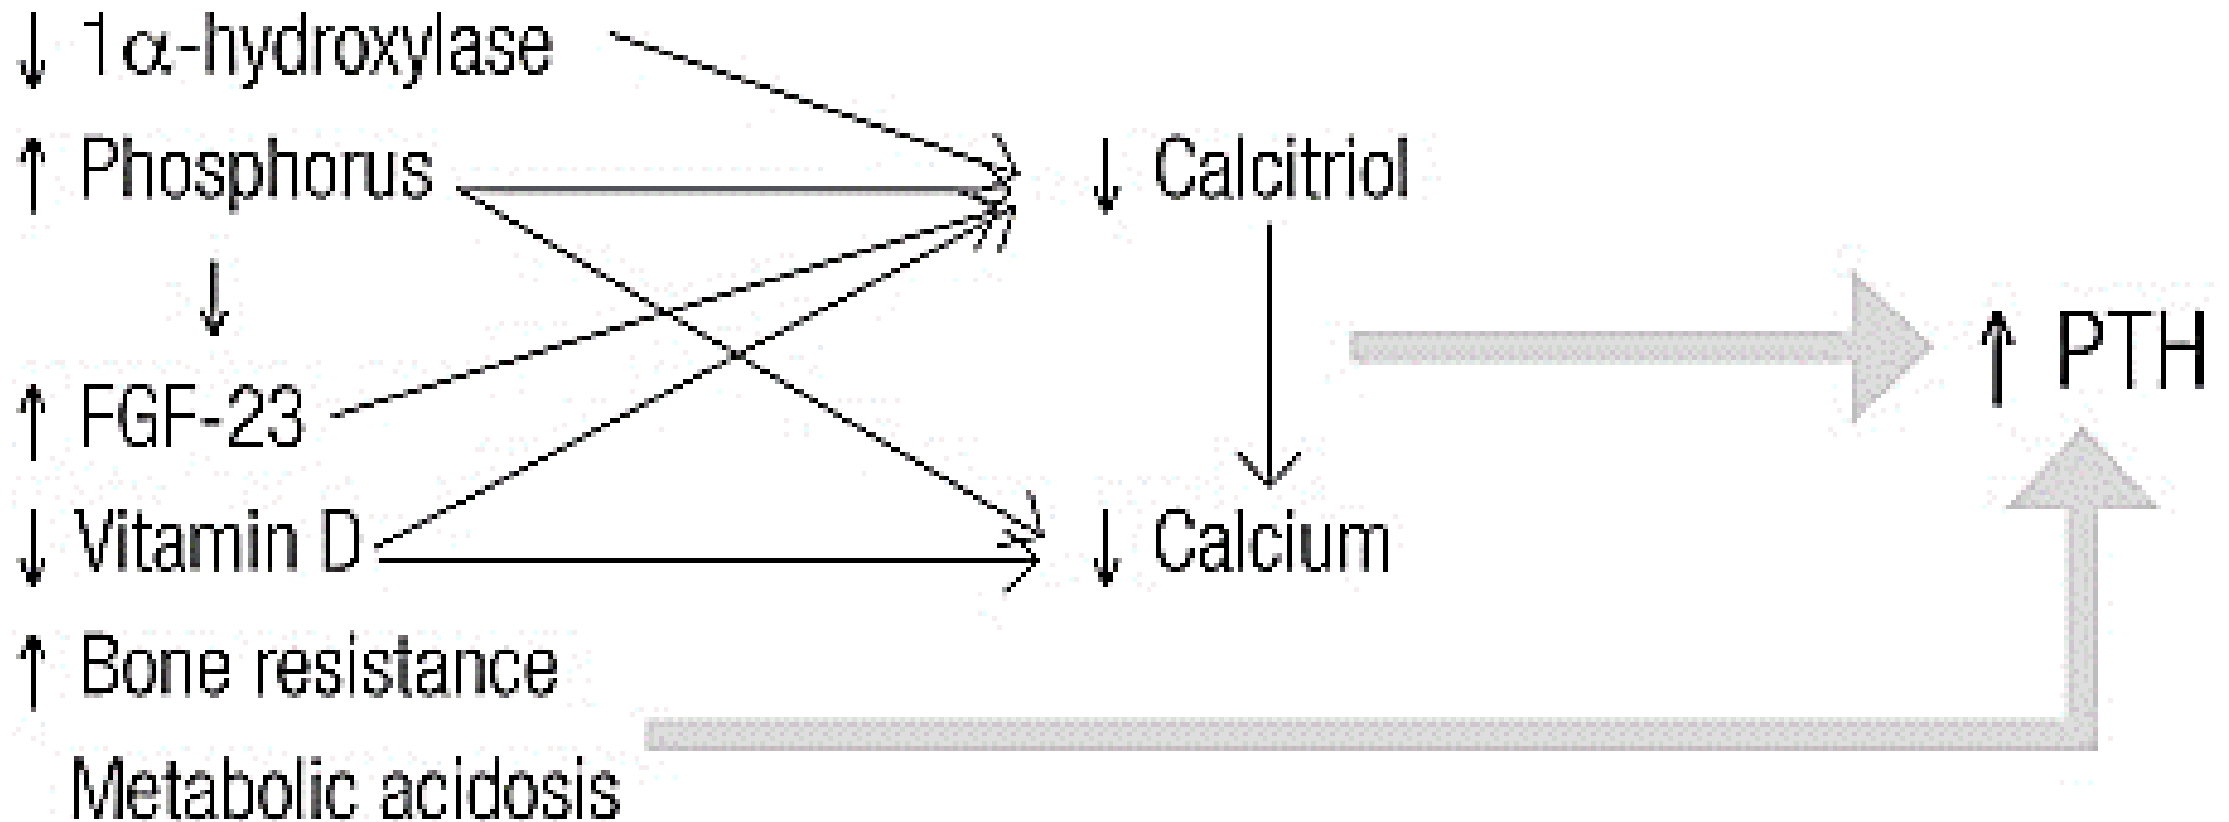 ↓ 1α-hydroxylase
↑ Phosphorus
↓ Calcitriol
↑ PTH
↑ FGF-23
↓ Vitamin D
↓ Calcium
↑ Bone resistance
Metabolic acidosis